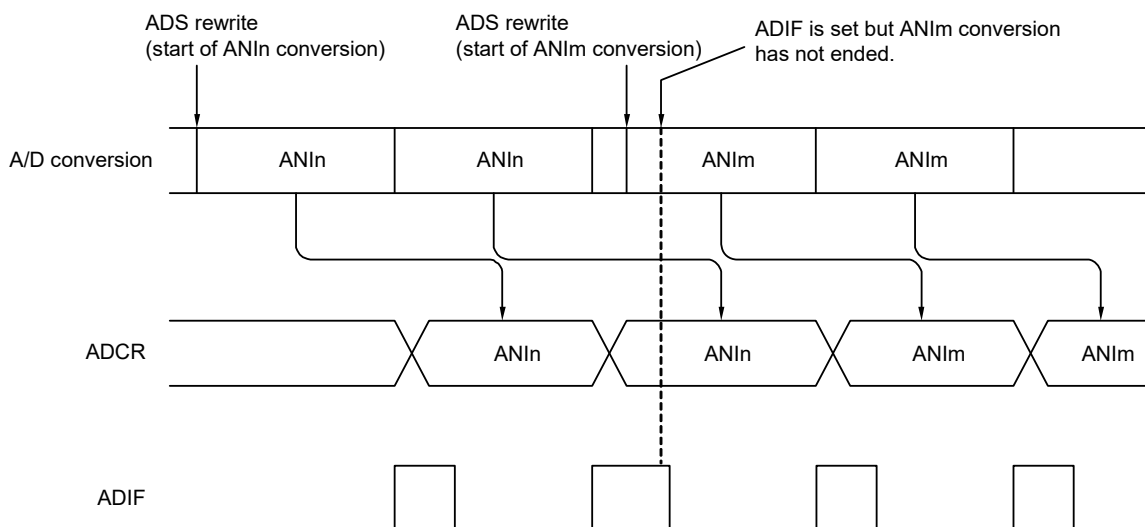 ADS rewrite
(start of ANIn conversion)
ADS rewrite
(start of ANIm conversion)
ADIF is set but ANIm conversion
has not ended.
A/D conversion
ANIn
ANIn
ANIm
ANIm
ADCR
ANIn
ANIn
ANIm
ANIm
ADIF